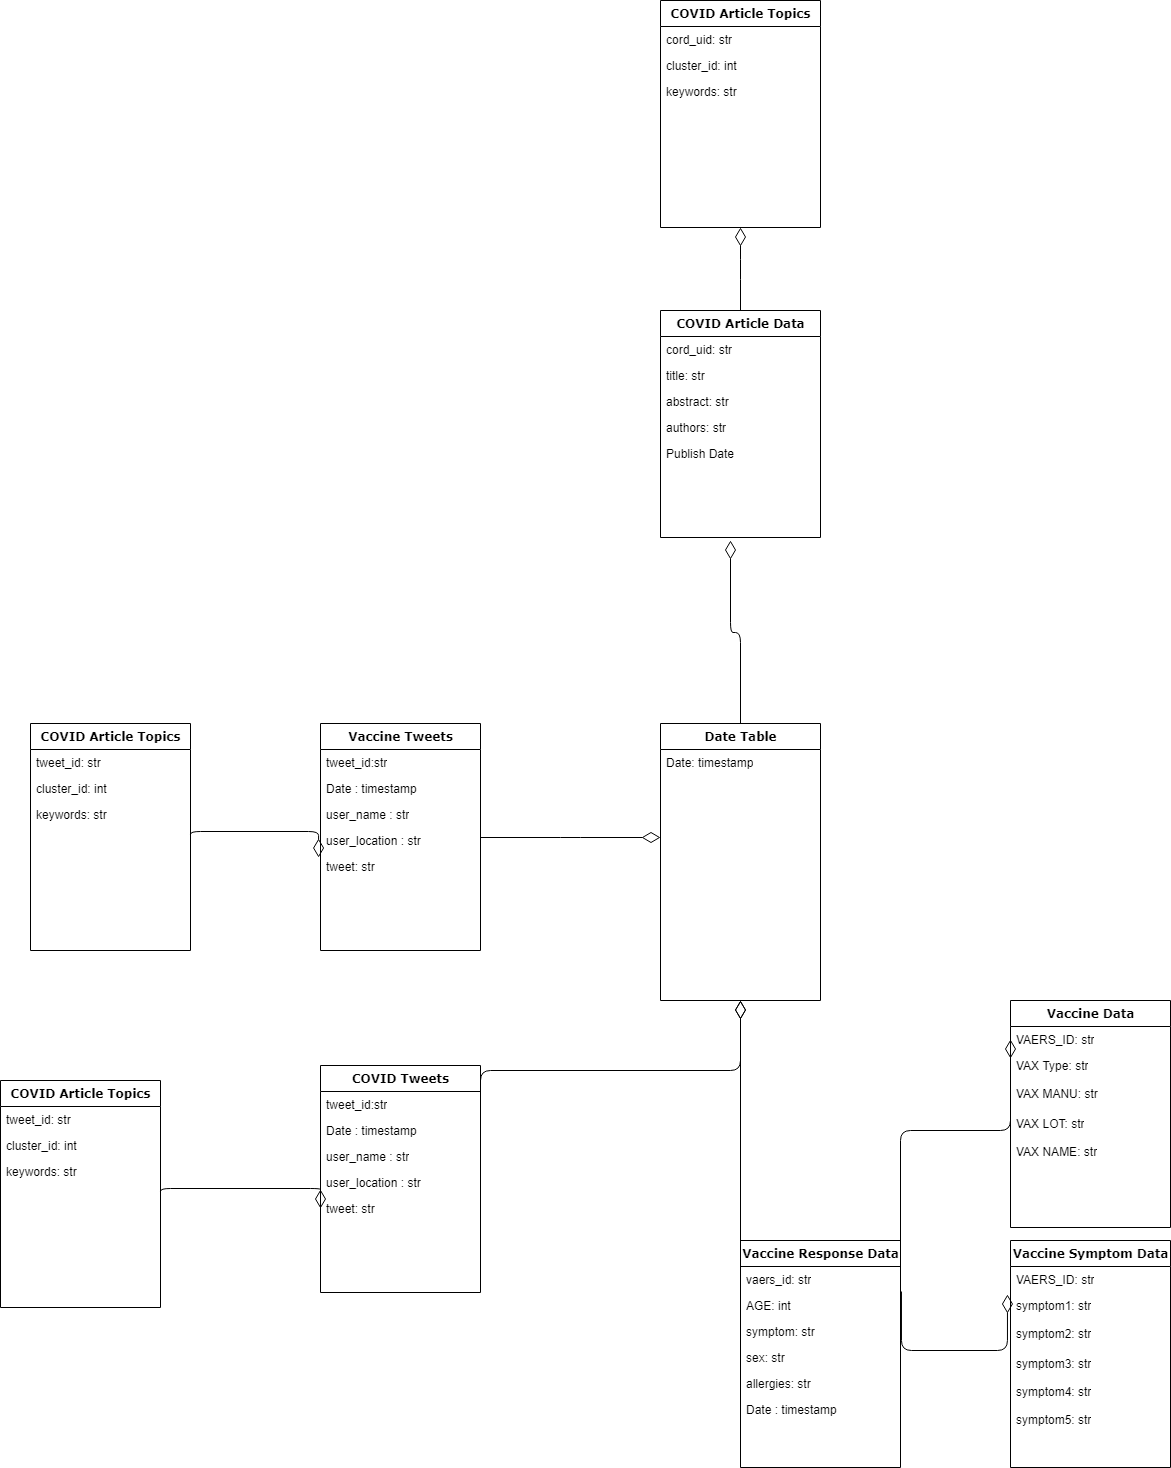 COVID Article Topics
cord_uid: str
cluster_id: int
keywords: str
COVID Article Data
cord_uid: str
title: str
abstract: str
authors: str
Publish Date
COVID Article Topics
tweet_id: str
cluster_id: int
keywords: str
Vaccine Tweets
tweet_id:str
Date : timestamp
user_name : str
user_location : str
tweet: str
Date Table
Date: timestamp
COVID Article Topics
tweet_id: str
cluster_id: int
keywords: str
COVID Tweets
tweet_id:str
Date : timestamp
user_name : str
user_location : str
tweet: str
Vaccine Data
VAERS_ID: str
VAX Type: str
VAX MANU: str
VAX LOT: str
VAX NAME: str
Vaccine Response Data
vaers_id: str
AGE: int
symptom: str
sex: str
allergies: str
Date : timestamp
Vaccine Symptom Data
VAERS_ID: str
symptom1: str
symptom2: str
symptom3: str
symptom4: str
symptom5: str